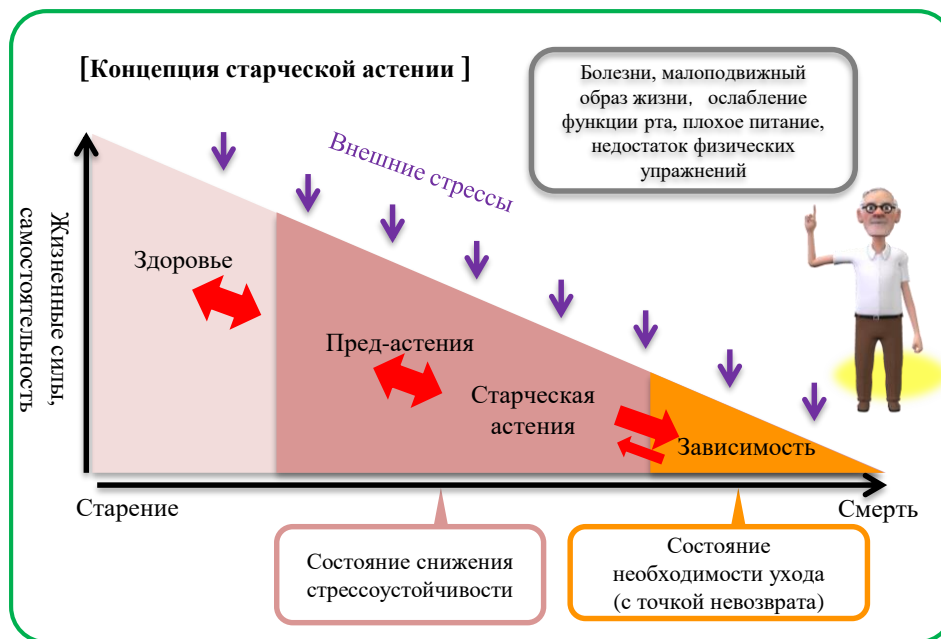 [Концепция старческой астении ]
Болезни, малоподвижный
образ жизни, ослабление
функции рта, плохое питание,
недостаток физических
упражнений
Внешние стрессы
Жизненные силы,
самостоятельность
Здоровье
Пред-астения
Старческая
астения
Зависимость
Старение
Смерть
Состояние снижения
стрессоустойчивости
Состояние
необходимости ухода
(с точкой невозврата)